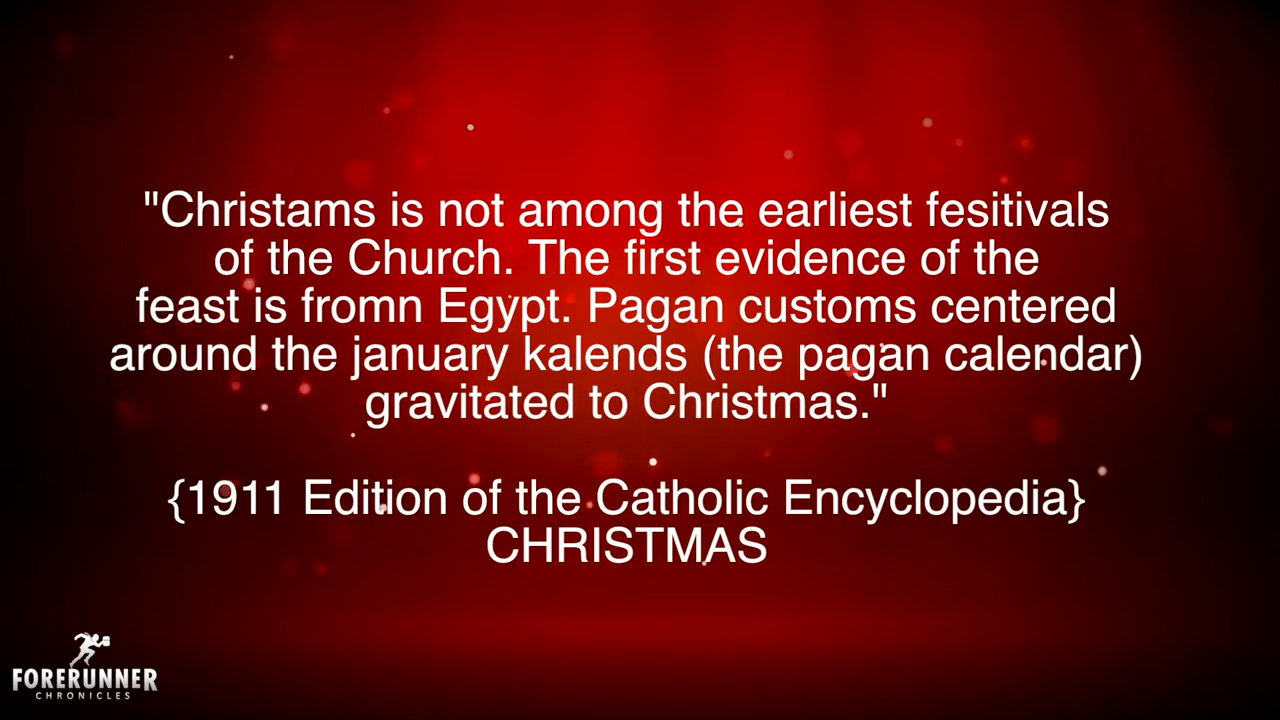 "Christams is not among the earliest fesitivals
of the Church. The first evidence of the
feast is fromn Egypt. Pagan customs centered
around the january kalends (the pagan calendar)
gravitated to Christmas."
{1911 Edition of the Catholic Encyclopedia}
CHRISTMAS
FORERUNNER
CHRONICLES